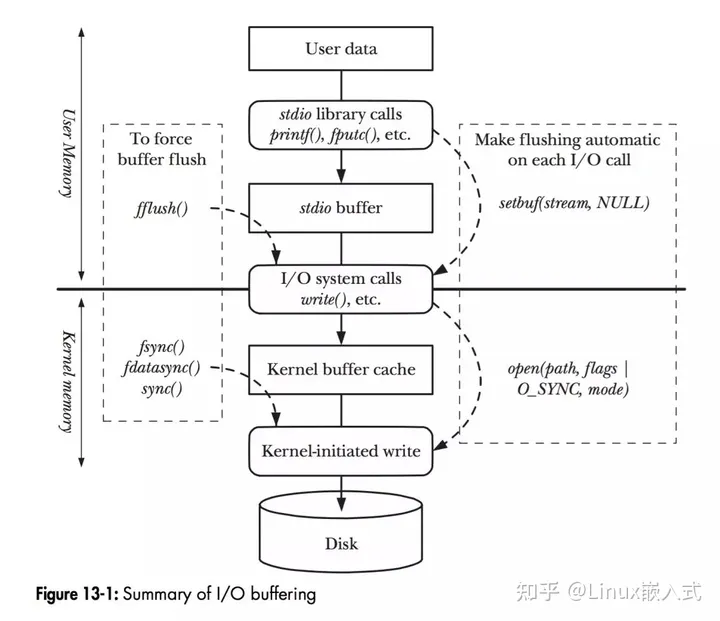 User data
User Memory
stdio library calls
printf(), fputc(), etc.
To force
buffer flush
fflush()
Make flushing automatic
on each I/O call
setbuf(stream, NULL)
stdio buffer
I/O system calls
write(), etc.
Kernel memory
fsync()
fdatasync()
sync()
Kernel buffer cache
open(path, flags |
O_SYNC, mode)
Kernel-initiated write
Disk
Figure 13-1: Summary of I/O buffering
知乎 @Linux嵌入式